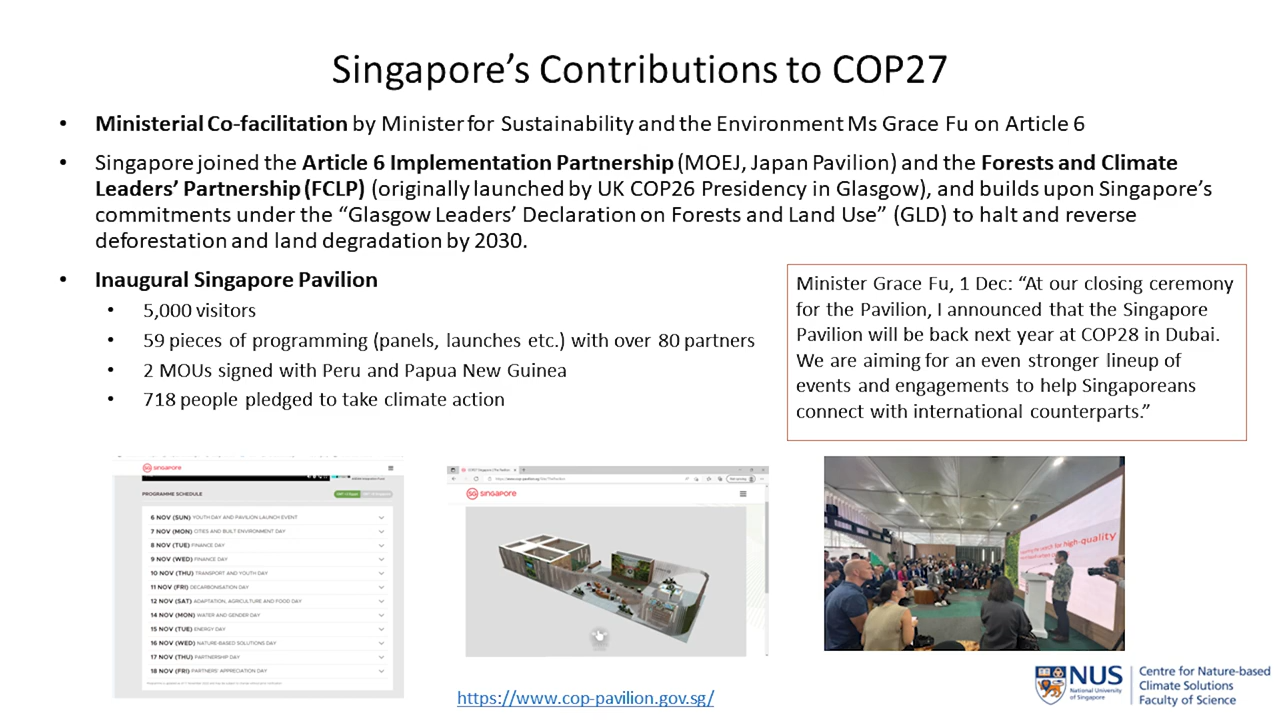 Singapore's Contributions to COP27
• Ministerial Co-facilitation by Minister for Sustainability and the Environment Ms Grace Fu on Article 6
• Singapore joined the Article 6 Implementation Partnership (MOEJ, Japan Pavilion) and the Forests and Climate
Leaders' Partnership (FCLP) (originally launched by UK COP26 Presidency in Glasgow), and builds upon Singapore's
commitments under the "Glasgow Leaders' Declaration on Forests and Land Use" (GLD) to halt and reverse
deforestation and land degradation by 2030.
• Inaugural Singapore Pavilion
• 5,000 visitors
• 59 pieces of programming (panels, launches etc.) with over 80 partners
• 2 MOUs signed with Peru and Papua New Guinea
• 718 people pledged to take climate action
Minister Grace Fu, 1 Dec: "At our closing ceremony
for the Pavilion, I announced that the Singapore
Pavilion will be back next year at COP28 in Dubai.
We are aiming for an even stronger lineup of
events and engagements to help Singaporeans
connect with international counterparts."
SG singapore
PROGRAMME SCHEDULE
6 NOV (SUN) YOUTH DAY AND PAVILION LAUNCH EVENT
7 NOV (MON) CITIES AND BUILT ENVIRONMENT DAY
8 NOV (TUE) FINANCE DAY
9 NOV (WED) FINANCE DAY
10 NOV (THU) TRANSPORT AND YOUTH DAY
11 NOV (FRI) DECARBONISATION DAY
12 NOV (SAT) ADAPTATION, AGRICULTURE AND FOOD DAY
14 NOV (MON) WATER AND GENDER DAY
15 NOV (TUE) ENERGY DAY
16 NOV (WED) NATURE-BASED SOLUTIONS DAY
17 NOV (THU) PARTNERSHIP DAY
18 NOV (FRI) PARTNERS' APPRECIATION DAY
SG singapore
for high-quality
https://www.cop-pavilion.gov.sg/
NUS
National University
of Singapore
Centre for Nature-based
Climate Solutions
Faculty of Science